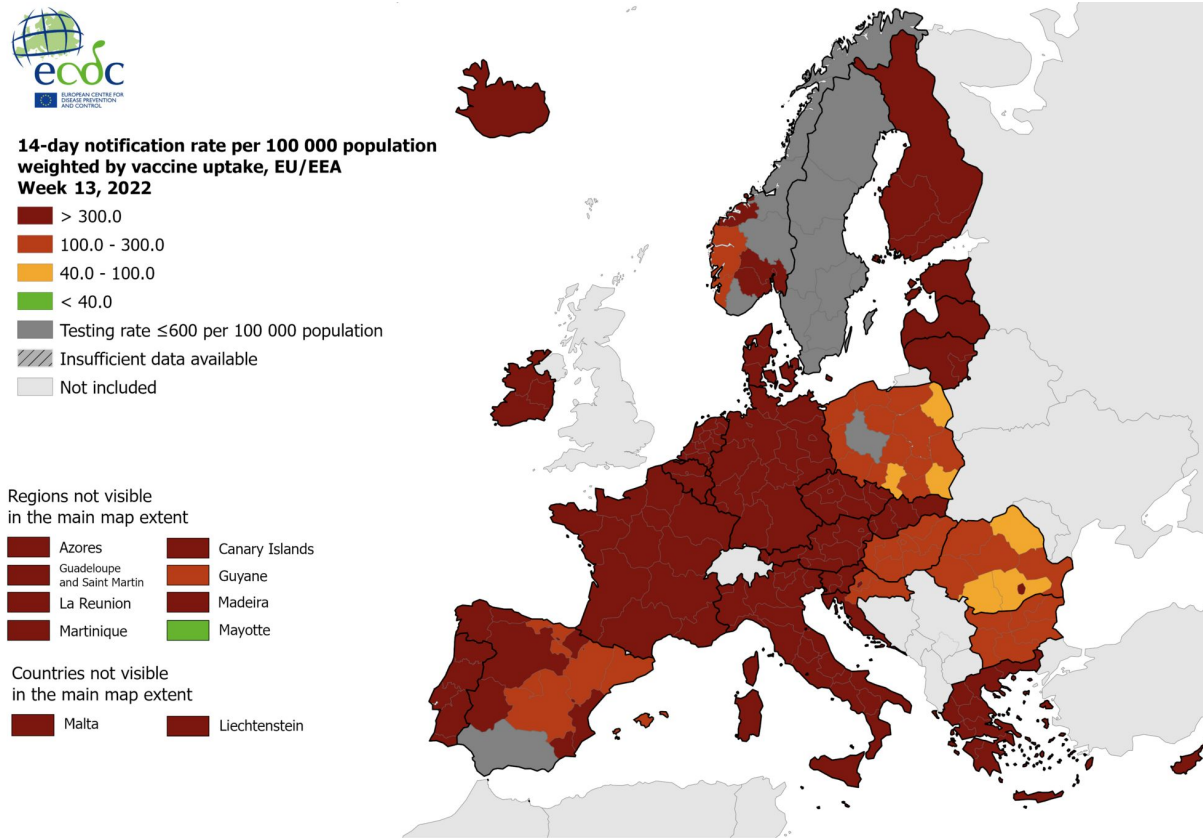 ecdc
EUROPEAN CENTRE FOR
DISEASE PREVENTION
AND CONTROL
14-day notification rate per 100 000 population
weighted by vaccine uptake, EU/EEA
Week 13, 2022
> 300.0
100.0 - 300.0
40.0 - 100.0
< 40.0
Testing rate ≤600 per 100 000 population
Insufficient data available
Not included
Regions not visible
in the main map extent
Azores
Canary Islands
Guadeloupe
and Saint Martin
Guyane
La Reunion
Madeira
Martinique
Mayotte
Countries not visible
in the main map extent
Malta
Liechtenstein